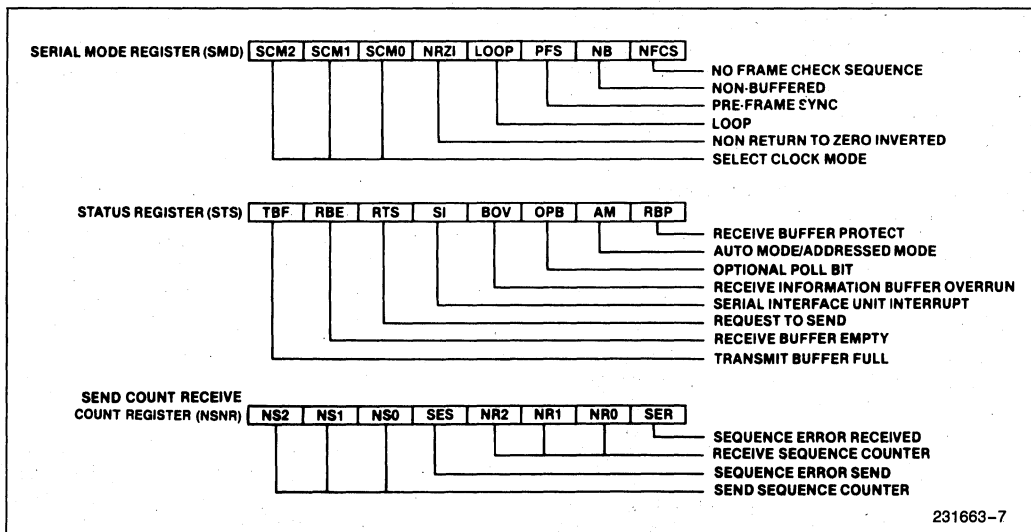 SERIAL MODE REGISTER (SMD) SCM2 SCM1 SCM0 NRZI LOOP PFS NB NFCS
NO FRAME CHECK SEQUENCE
NON-BUFFERED
PRE-FRAME SYNC
LOOP
NON RETURN TO ZERO INVERTED
SELECT CLOCK MODE
STATUS REGISTER (STS) TBF RBE RTS SI BOV OPB AM RBP
RECEIVE BUFFER PROTECT
AUTO MODE/ADDRESSED MODE
OPTIONAL POLL BIT
RECEIVE INFORMATION BUFFER OVERRUN
SERIAL INTERFACE UNIT INTERRUPT
REQUEST TO SEND
RECEIVE BUFFER EMPTY
TRANSMIT BUFFER FULL
SEND COUNT RECEIVE
COUNT REGISTER (NSNR) NS2 NS1 NS0 SES NR2 NR1 NR0 SER
SEQUENCE ERROR RECEIVED
RECEIVE SEQUENCE COUNTER
SEQUENCE ERROR SEND
SEND SEQUENCE COUNTER
231663-7